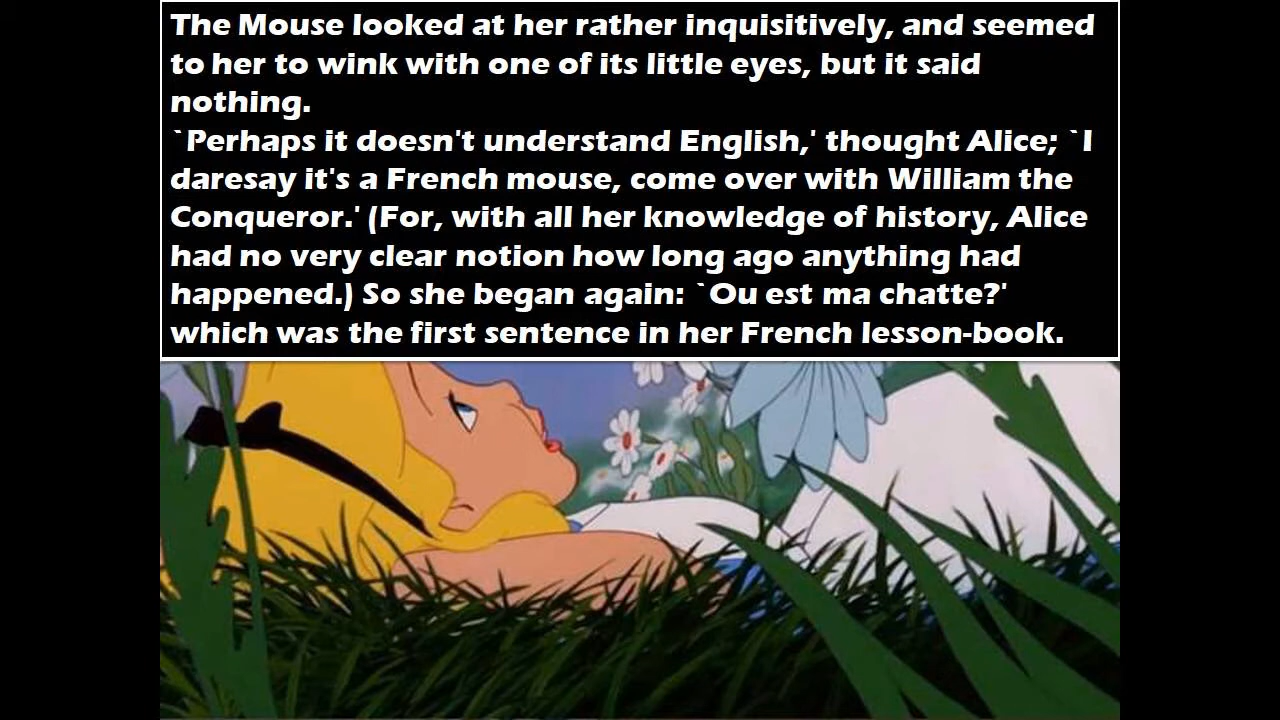 The Mouse looked at her rather inquisitively, and seemed
to her to wink with one of its little eyes, but it said
nothing.
`Perhaps it doesn't understand English,' thought Alice; `I
daresay it's a French mouse, come over with William the
Conqueror.' (For, with all her knowledge of history, Alice
had no very clear notion how long ago anything had
happened.) So she began again: `Ou est ma chatte?'
which was the first sentence in her French lesson-book.